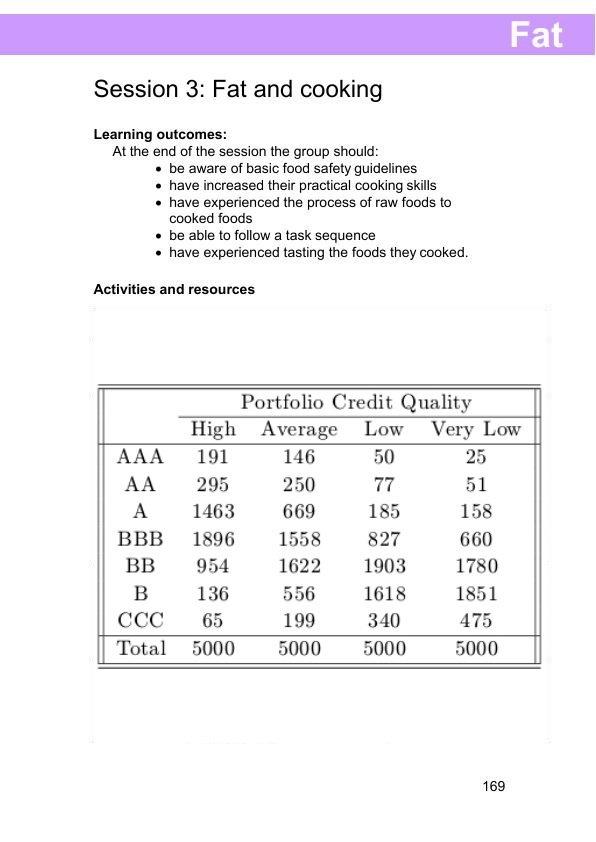 Fat
Session 3: Fat and cooking
Learning outcomes:
At the end of the session the group should:
• be aware of basic food safety guidelines
• have increased their practical cooking skills
• have experienced the process of raw foods to
cooked foods
• be able to follow a task sequence
• have experienced tasting the foods they cooked.
Activities and resources
Portfolio Credit Quality
High Average Low Very Low
AAA 191 146 50 25
AA 295 250 77 51
A 1463 669 185 158
BBB 1896 1558 827 660
BB 954 1622 1903 1780
B 136 556 1618 1851
CCC 65 199 340 475
Total 5000 5000 5000 5000
169